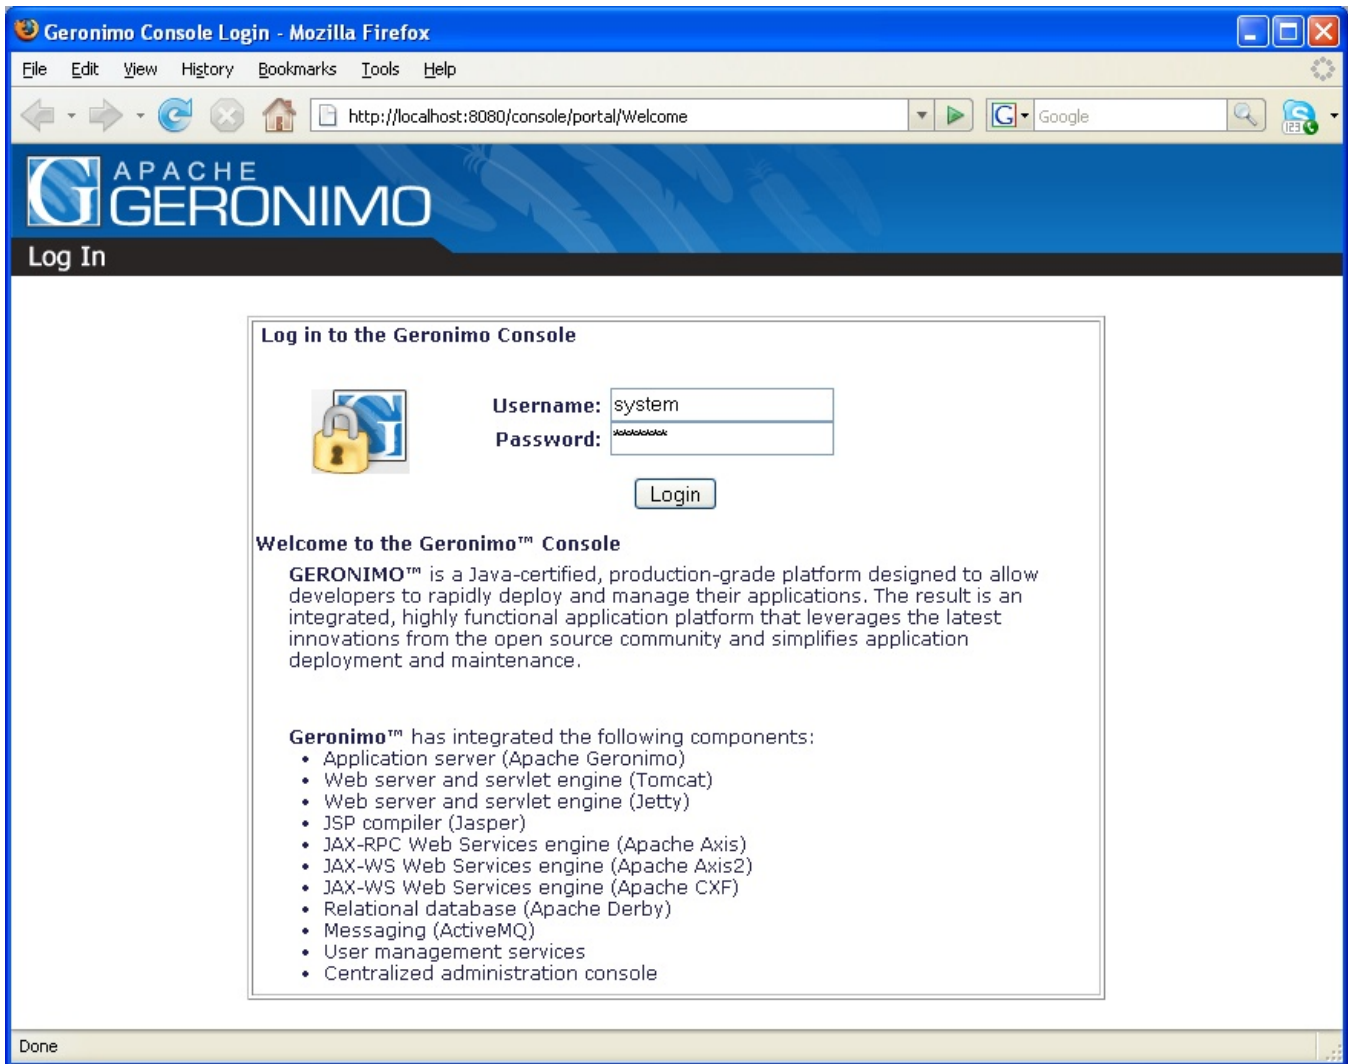 Geronimo Console Login - Mozilla Firefox
File Edit View History Bookmarks Tools Help
http://localhost:8080/console/portal/Welcome
G Google
123
G APACHE
GERONIMO
Log In
Log in to the Geronimo Console
G
Username: system
Password: ********
Login
Welcome to the Geronimo™ Console
GERONIMO™ is a Java-certified, production-grade platform designed to allow
developers to rapidly deploy and manage their applications. The result is an
integrated, highly functional application platform that leverages the latest
innovations from the open source community and simplifies application
deployment and maintenance.
Geronimo™ has integrated the following components:
• Application server (Apache Geronimo)
• Web server and servlet engine (Tomcat)
• Web server and servlet engine (Jetty)
• JSP compiler (Jasper)
• JAX-RPC Web Services engine (Apache Axis)
• JAX-WS Web Services engine (Apache Axis2)
• JAX-WS Web Services engine (Apache CXF)
• Relational database (Apache Derby)
• Messaging (ActiveMQ)
• User management services
• Centralized administration console
Done